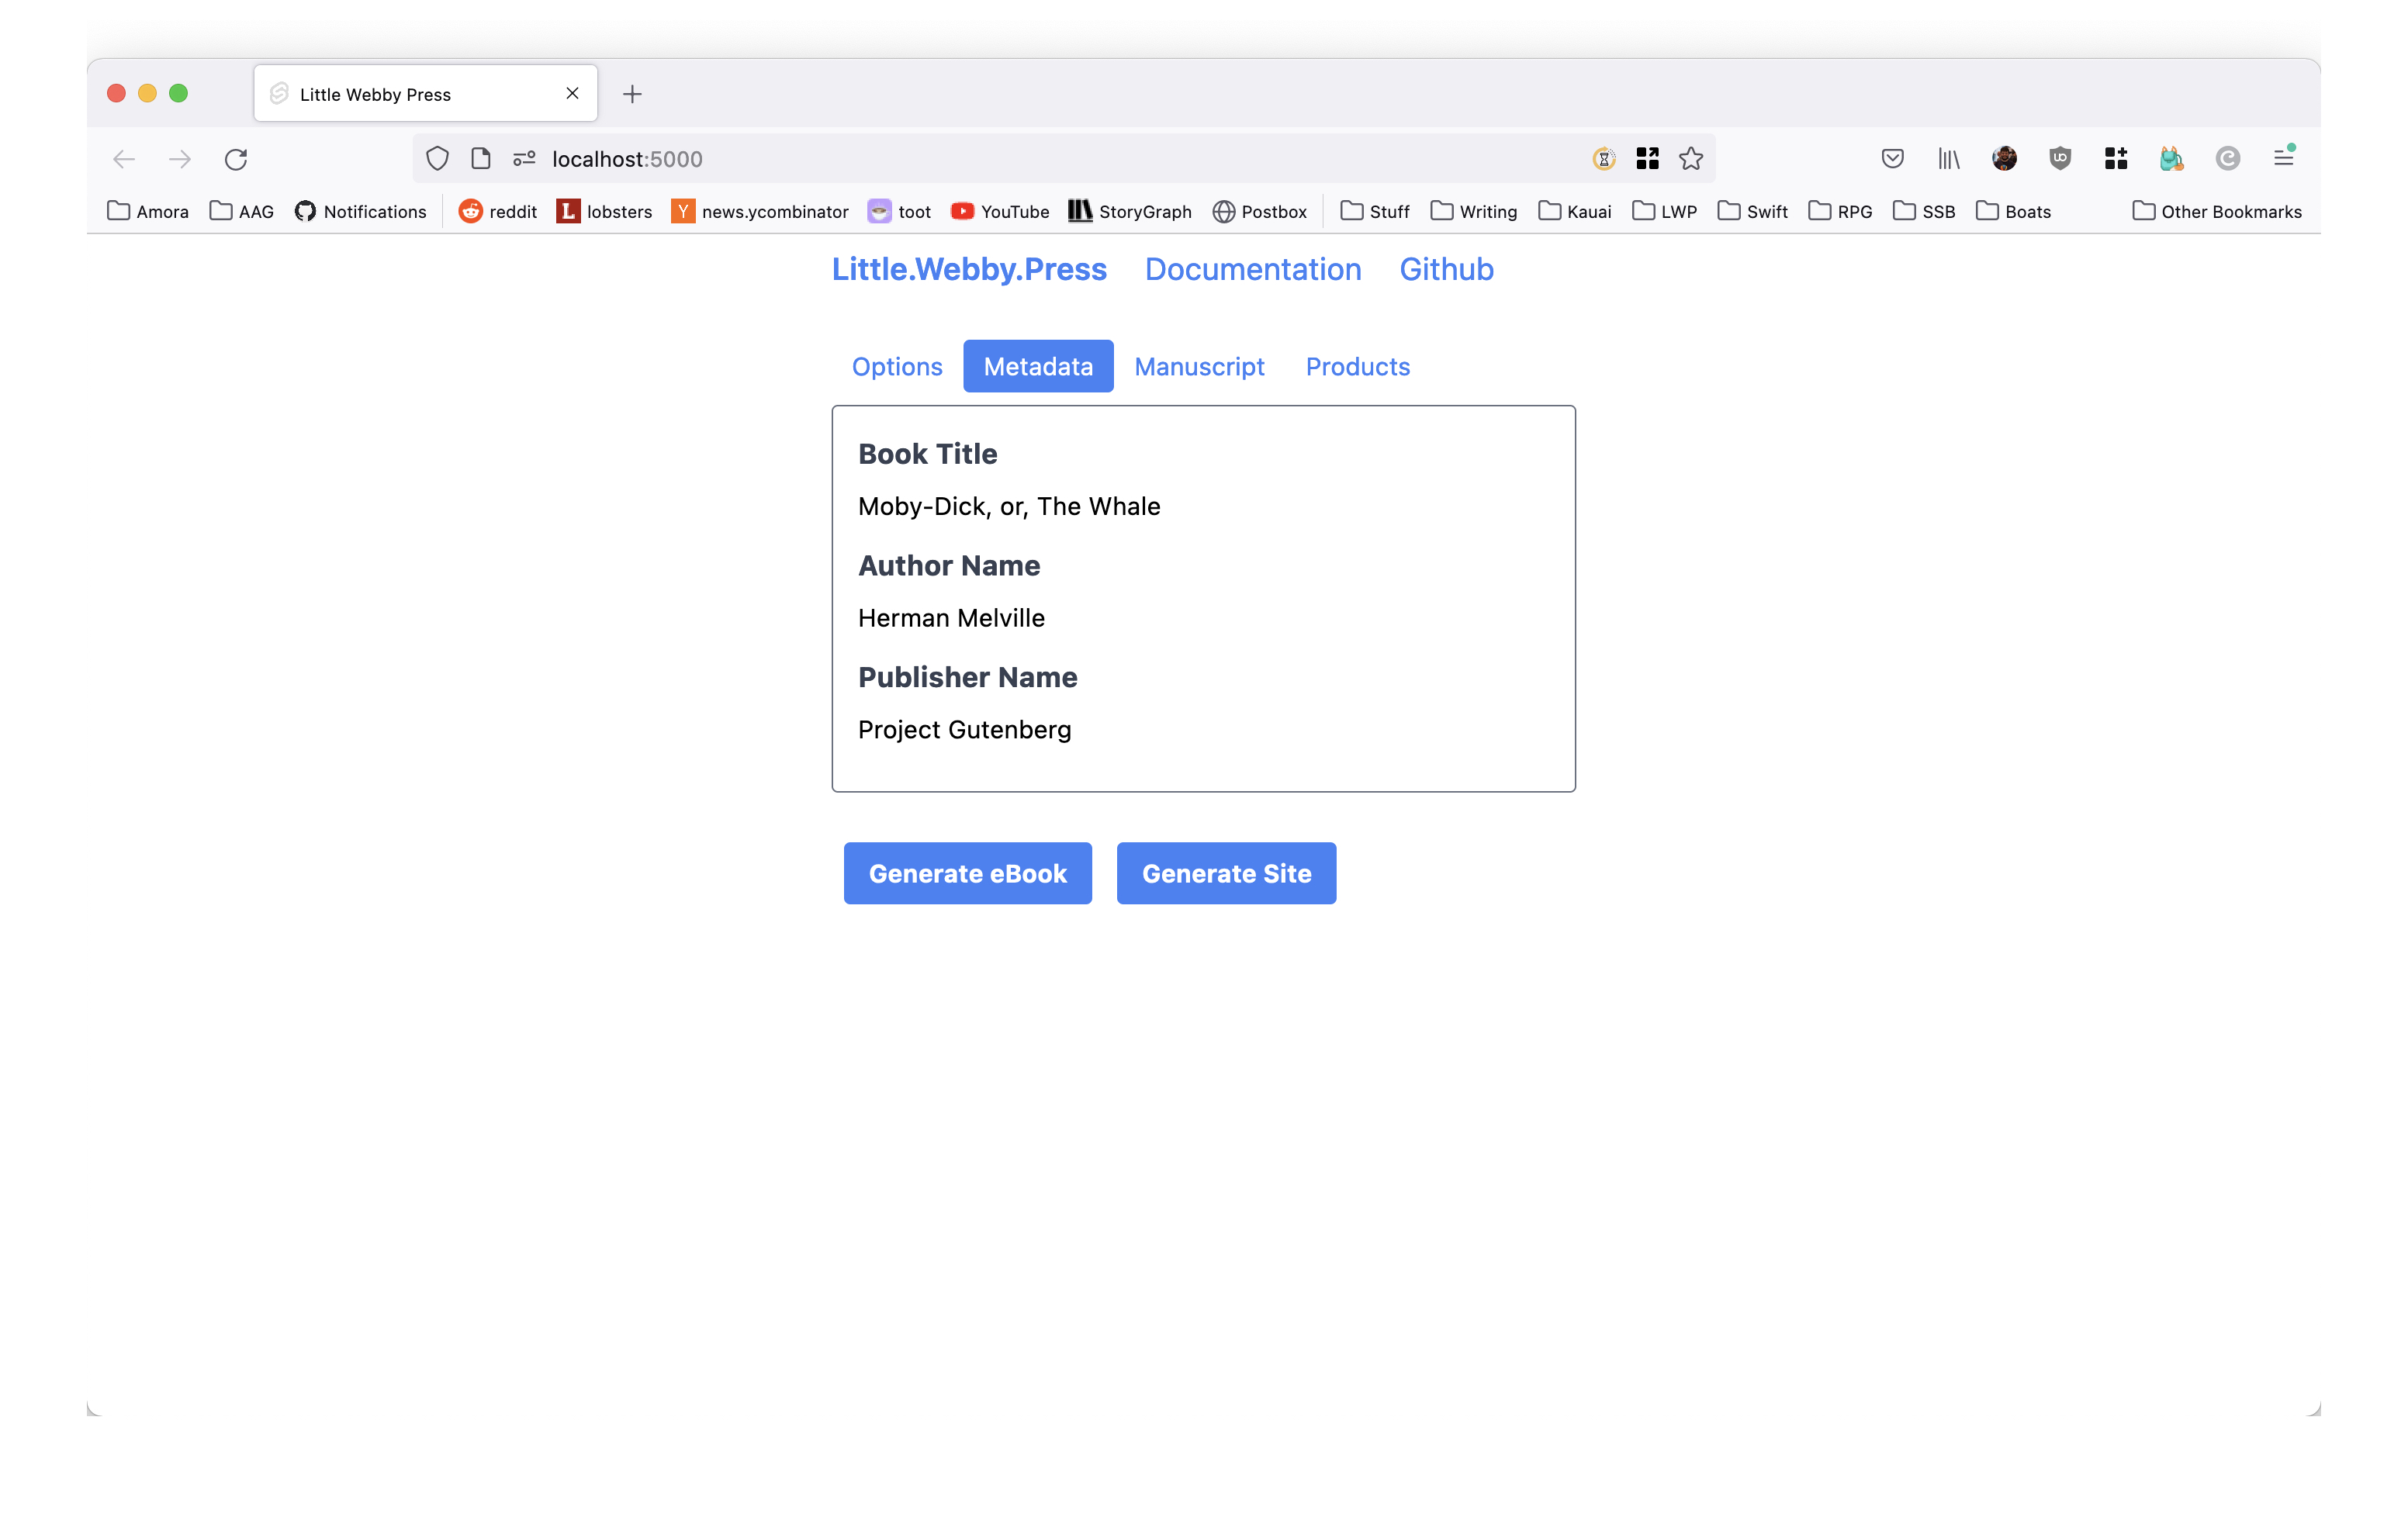 Little Webby Press
localhost:5000
Amora AAG Notifications reddit lobsters news.ycombinator toot YouTube StoryGraph Postbox Stuff Writing Kauai LWP Swift RPG SSB Boats Other Bookmarks
Little.Webby.Press Documentation Github
Options Metadata Manuscript Products
Book Title
Moby-Dick, or, The Whale
Author Name
Herman Melville
Publisher Name
Project Gutenberg
Generate eBook Generate Site